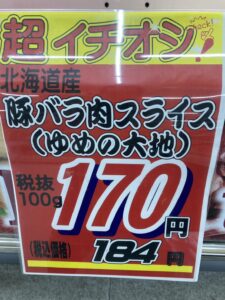 超イチオシ!
北海道産
豚バラ肉スライス
(ゆめの大地)
税抜
100g
170円
(税込価格) 184円